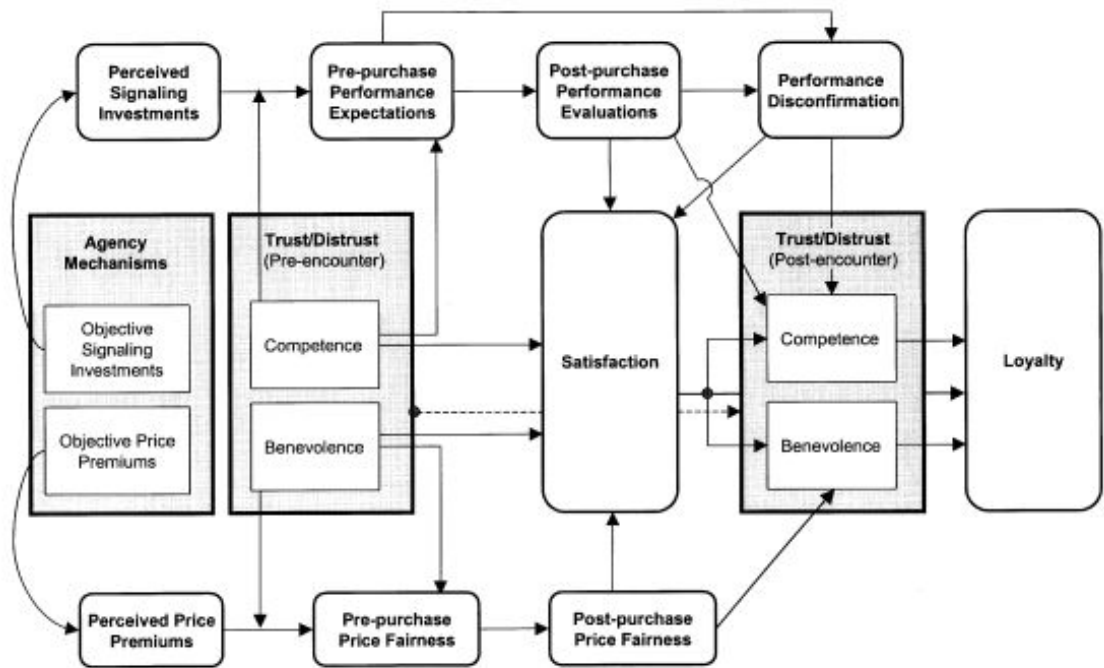 Perceived
Signaling
Investments
Pre-purchase
Performance
Expectations
Post-purchase
Performance
Evaluations
Performance
Disconfirmation
Agency
Mechanisms
Objective
Signaling
Investments
Objective Price
Premiums
Trust/Distrust
(Pre-encounter)
Competence
Benevolence
Satisfaction
Trust/Distrust
(Post-encounter)
Competence
Benevolence
Loyalty
Perceived Price
Premiums
Pre-purchase
Price Fairness
Post-purchase
Price Fairness